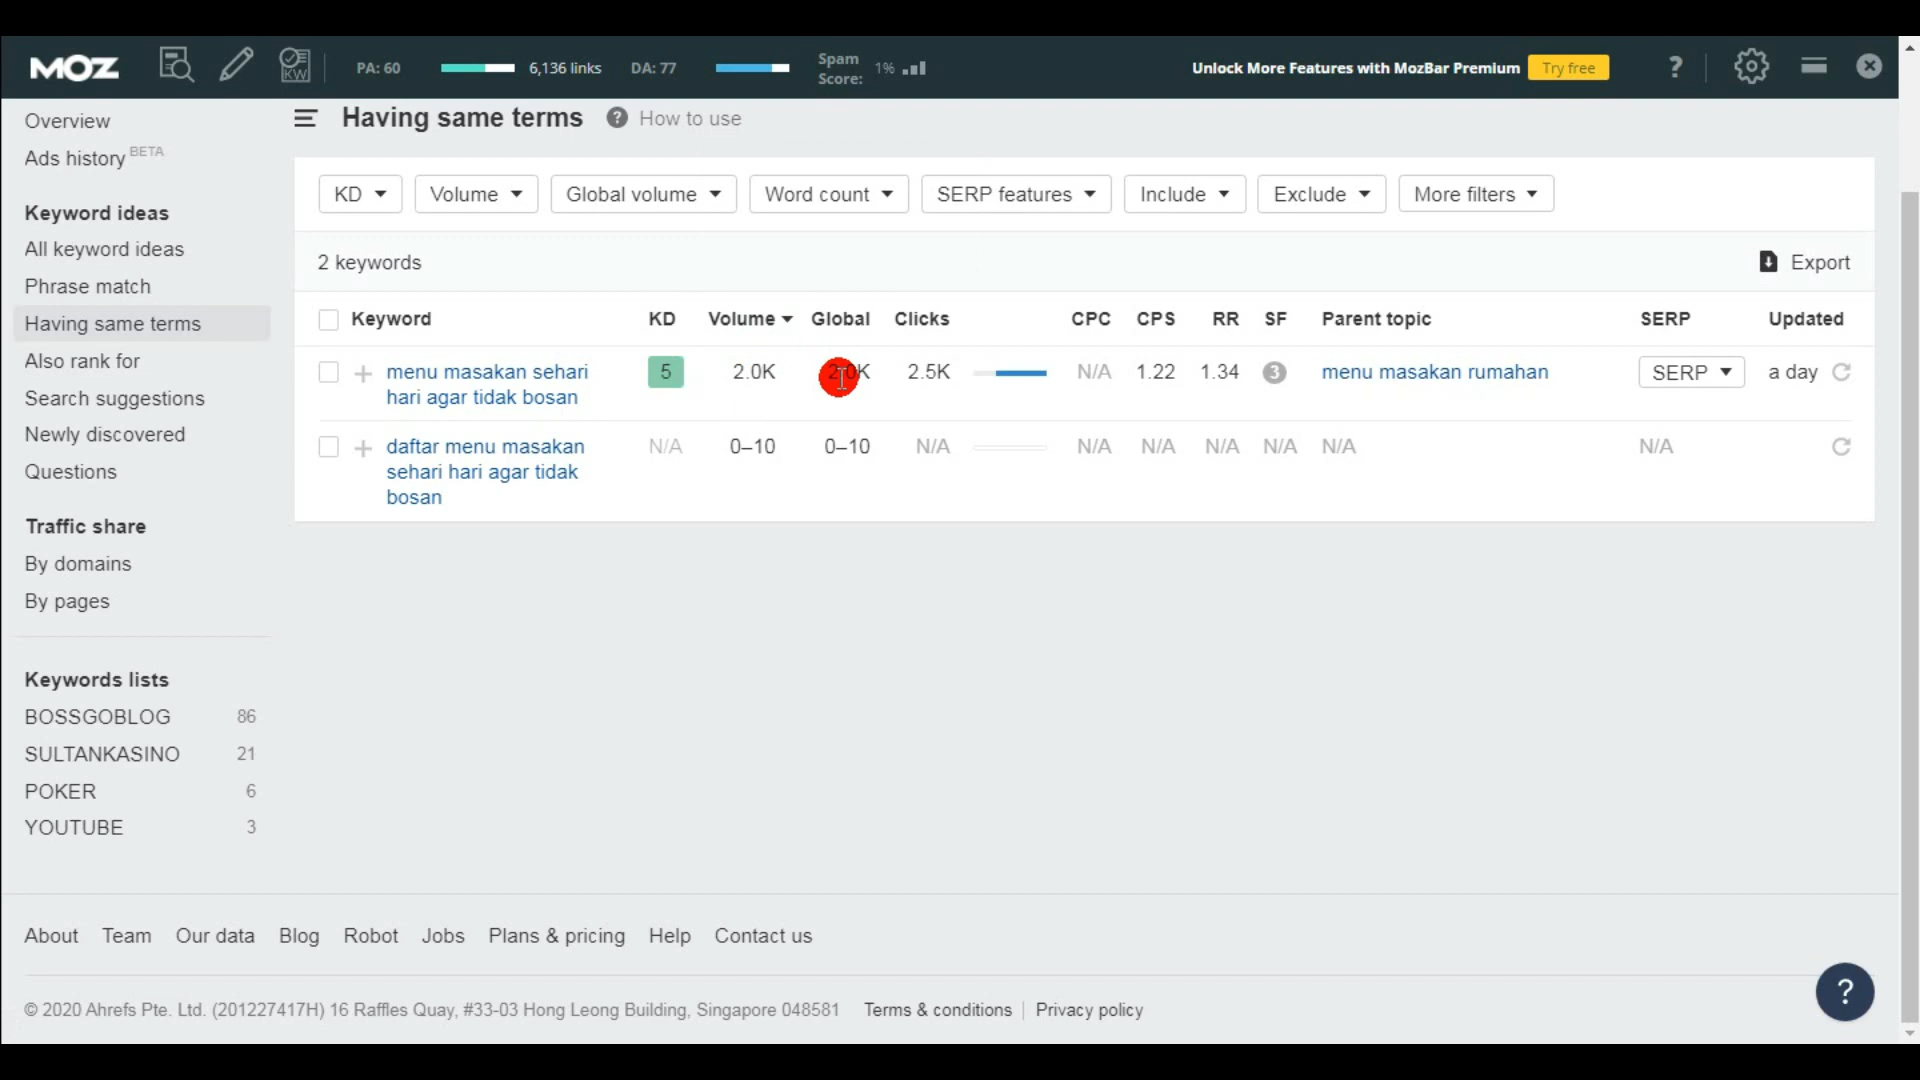 MOZ
KW
PA: 60
6,136 links
DA: 77
Spam
Score:
1%
Unlock More Features with MozBar Premium
Try free
?
Overview
Ads history BETA
Keyword ideas
All keyword ideas
Phrase match
Having same terms
Also rank for
Search suggestions
Newly discovered
Questions
Traffic share
By domains
By pages
Keywords lists
BOSSGOBLOG 86
SULTANKASINO 21
POKER 6
YOUTUBE 3
Having same terms ? How to use
KD Volume Global volume Word count SERP features Include Exclude More filters
2 keywords
Export
Keyword KD Volume Global Clicks CPC CPS RR SF Parent topic SERP Updated
menu masakan sehari 5 2.0K 2.0K 2.5K N/A 1.22 1.34 3 menu masakan rumahan SERP a day
hari agar tidak bosan
daftar menu masakan N/A 0–10 0–10 N/A N/A N/A N/A N/A N/A N/A
sehari hari agar tidak
bosan
About Team Our data Blog Robot Jobs Plans & pricing Help Contact us
© 2020 Ahrefs Pte. Ltd. (201227417H) 16 Raffles Quay, #33-03 Hong Leong Building, Singapore 048581 Terms & conditions Privacy policy
?